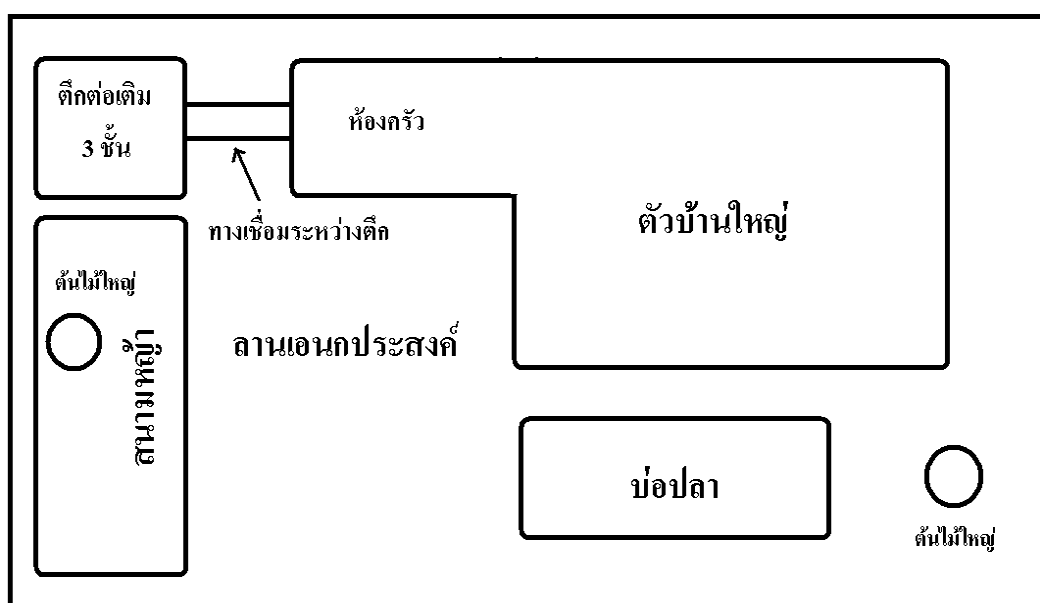 ตึกต่อเติม
3 ชั้น
ห้องครัว
ทางเชื่อมระหว่างตึก
ตัวบ้านใหญ่
ต้นไม้ใหญ่
สนามหญ้า
ลานเอนกประสงค์
บ่อปลา
ต้นไม้ใหญ่